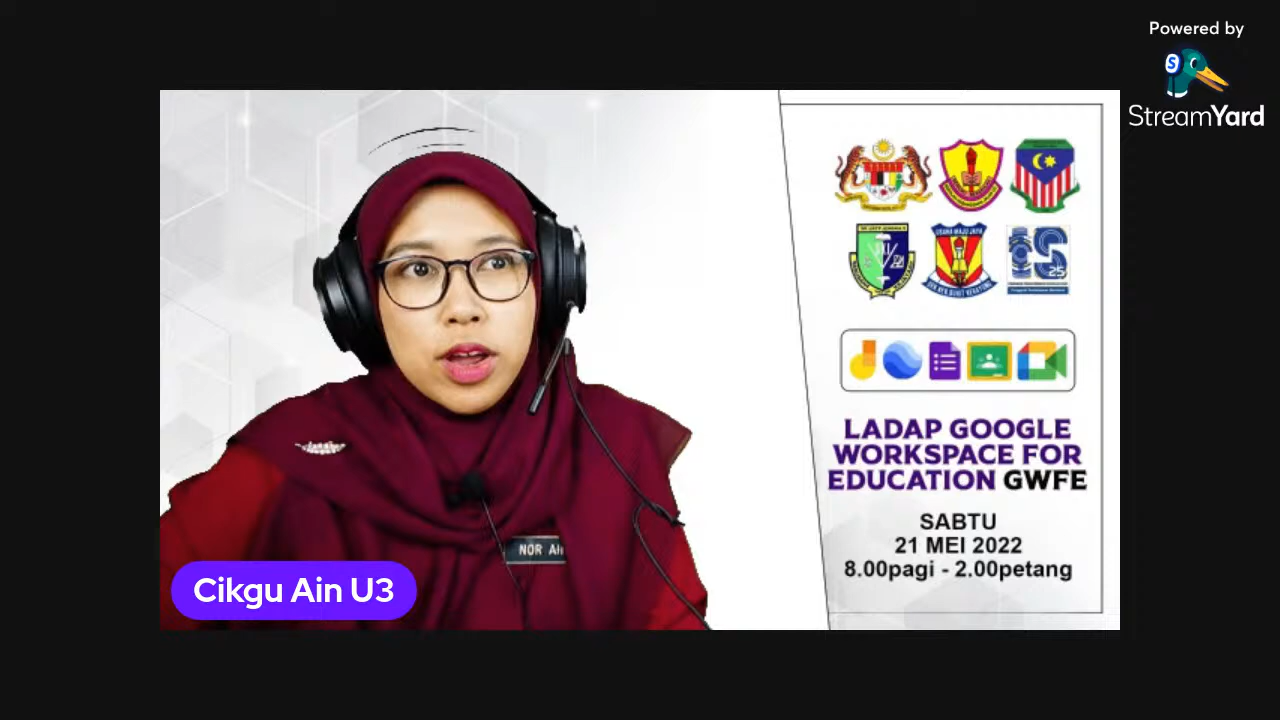 Powered by
StreamYard
LADAP GOOGLE
WORKSPACE FOR
EDUCATION GWFE
SABTU
21 MEI 2022
8.00pagi - 2.00petang
NOR
Cikgu Ain U3
25